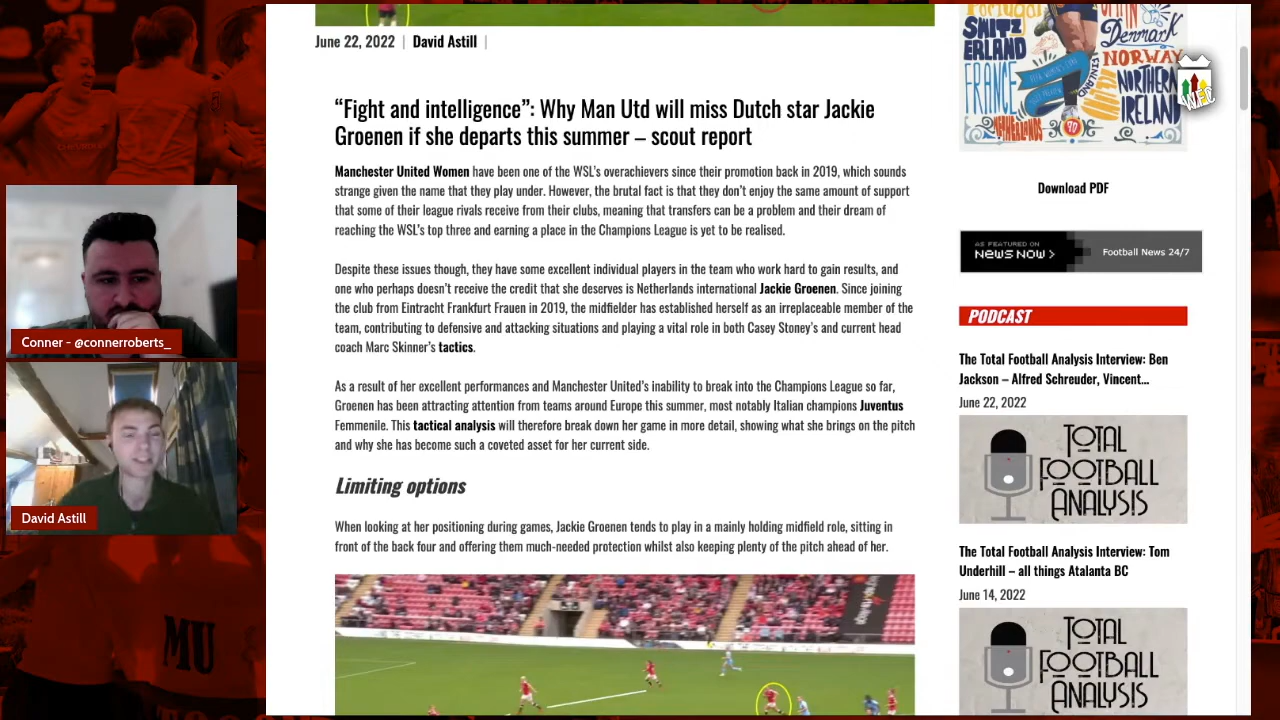 June 22, 2022 | David Astill |
“Fight and intelligence”: Why Man Utd will miss Dutch star Jackie
Groenen if she departs this summer – scout report
Manchester United Women have been one of the WSL's overachievers since their promotion back in 2019, which sounds
strange given the name that they play under. However, the brutal fact is that they don't enjoy the same amount of support
that some of their league rivals receive from their clubs, meaning that transfers can be a problem and their dream of
reaching the WSL's top three and earning a place in the Champions League is yet to be realised.
Despite these issues though, they have some excellent individual players in the team who work hard to gain results, and
one who perhaps doesn't receive the credit that she deserves is Netherlands international Jackie Groenen. Since joining
the club from Eintracht Frankfurt Frauen in 2019, the midfielder has established herself as an irreplaceable member of the
team, contributing to defensive and attacking situations and playing a vital role in both Casey Stoney's and current head
coach Marc Skinner's tactics.
As a result of her excellent performances and Manchester United's inability to break into the Champions League so far,
Groenen has been attracting attention from teams around Europe this summer, most notably Italian champions Juventus
Femmenile. This tactical analysis will therefore break down her game in more detail, showing what she brings on the pitch
and why she has become such a coveted asset for her current side.
Limiting options
When looking at her positioning during games, Jackie Groenen tends to play in a mainly holding midfield role, sitting in
front of the back four and offering them much-needed protection whilst also keeping plenty of the pitch ahead of her.
SWITZ
ERLAND
FRANCE
NETHERLANDS
Denmark
NORWAY
FINLAND
NORTHERN
IRELAND
Download PDF
AS FEATURED ON
NEWS NOW >
Football News 24/7
PODCAST
The Total Football Analysis Interview: Ben
Jackson – Alfred Schreuder, Vincent...
June 22, 2022
TOTAL
FOOTBALL
ANALYSIS
The Total Football Analysis Interview: Tom
Underhill – all things Atalanta BC
June 14, 2022
TOTAL
FOOTBALL
ANALYSIS
Conner - @connerroberts_
David Astill
MU